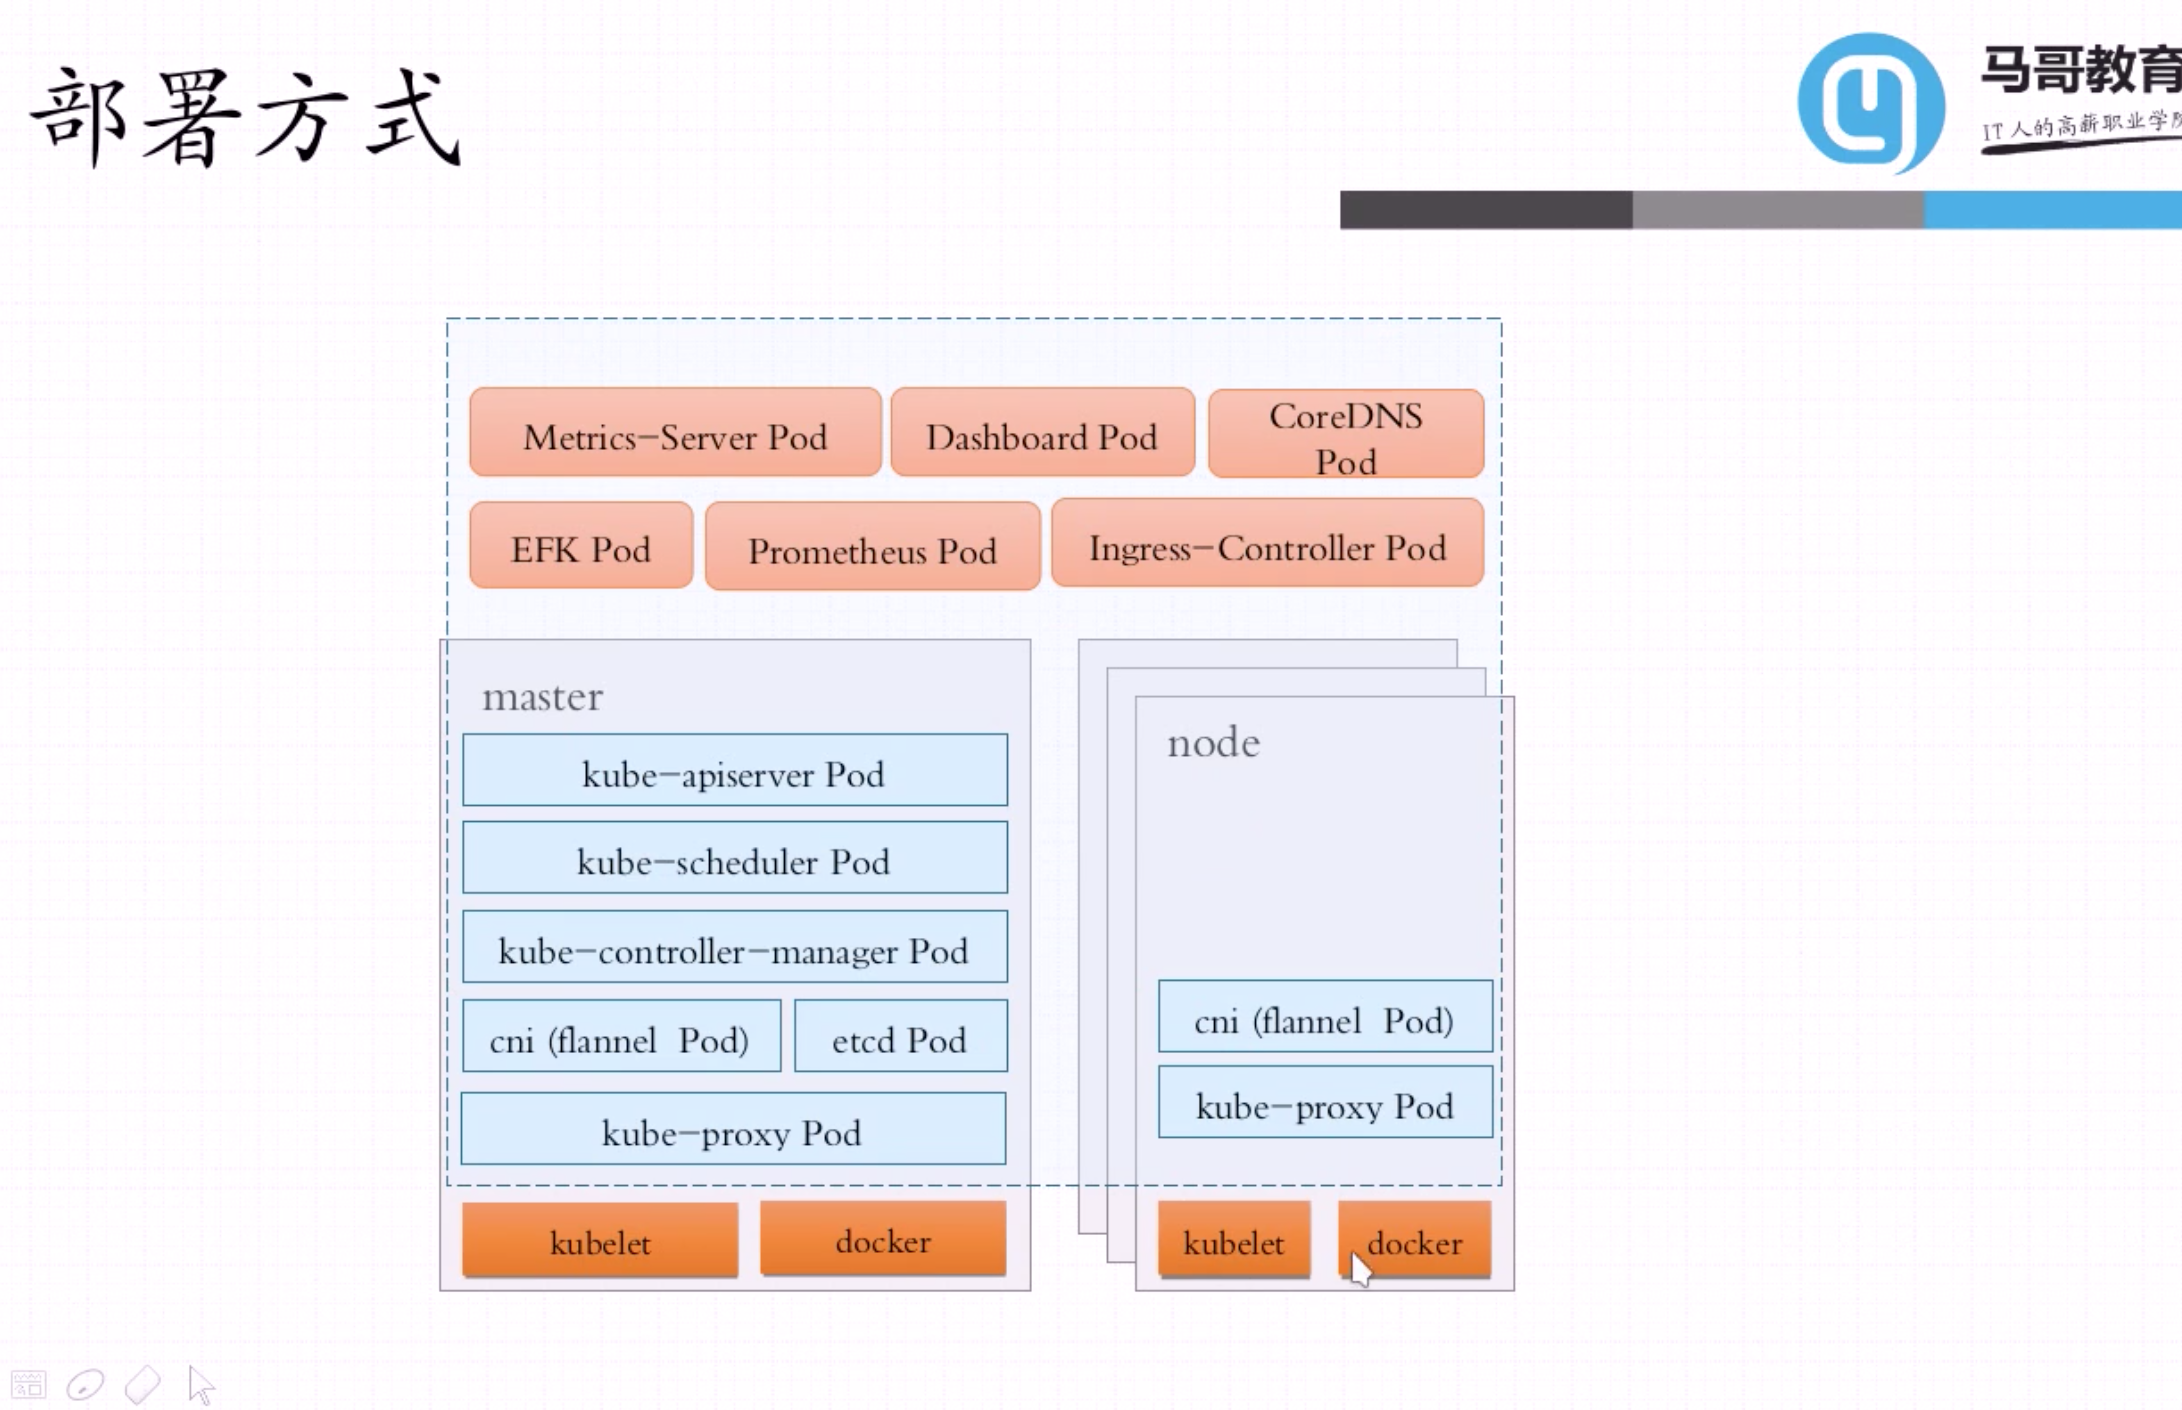 部署方式
马哥教育
IT人的高薪职业学院
Metrics-Server Pod
Dashboard Pod
CoreDNS
Pod
EFK Pod
Prometheus Pod
Ingress-Controller Pod
master
kube-apiserver Pod
kube-scheduler Pod
kube-controller-manager Pod
cni (flannel Pod)
etcd Pod
kube-proxy Pod
kubelet
docker
node
cni (flannel Pod)
kube-proxy Pod
kubelet
docker